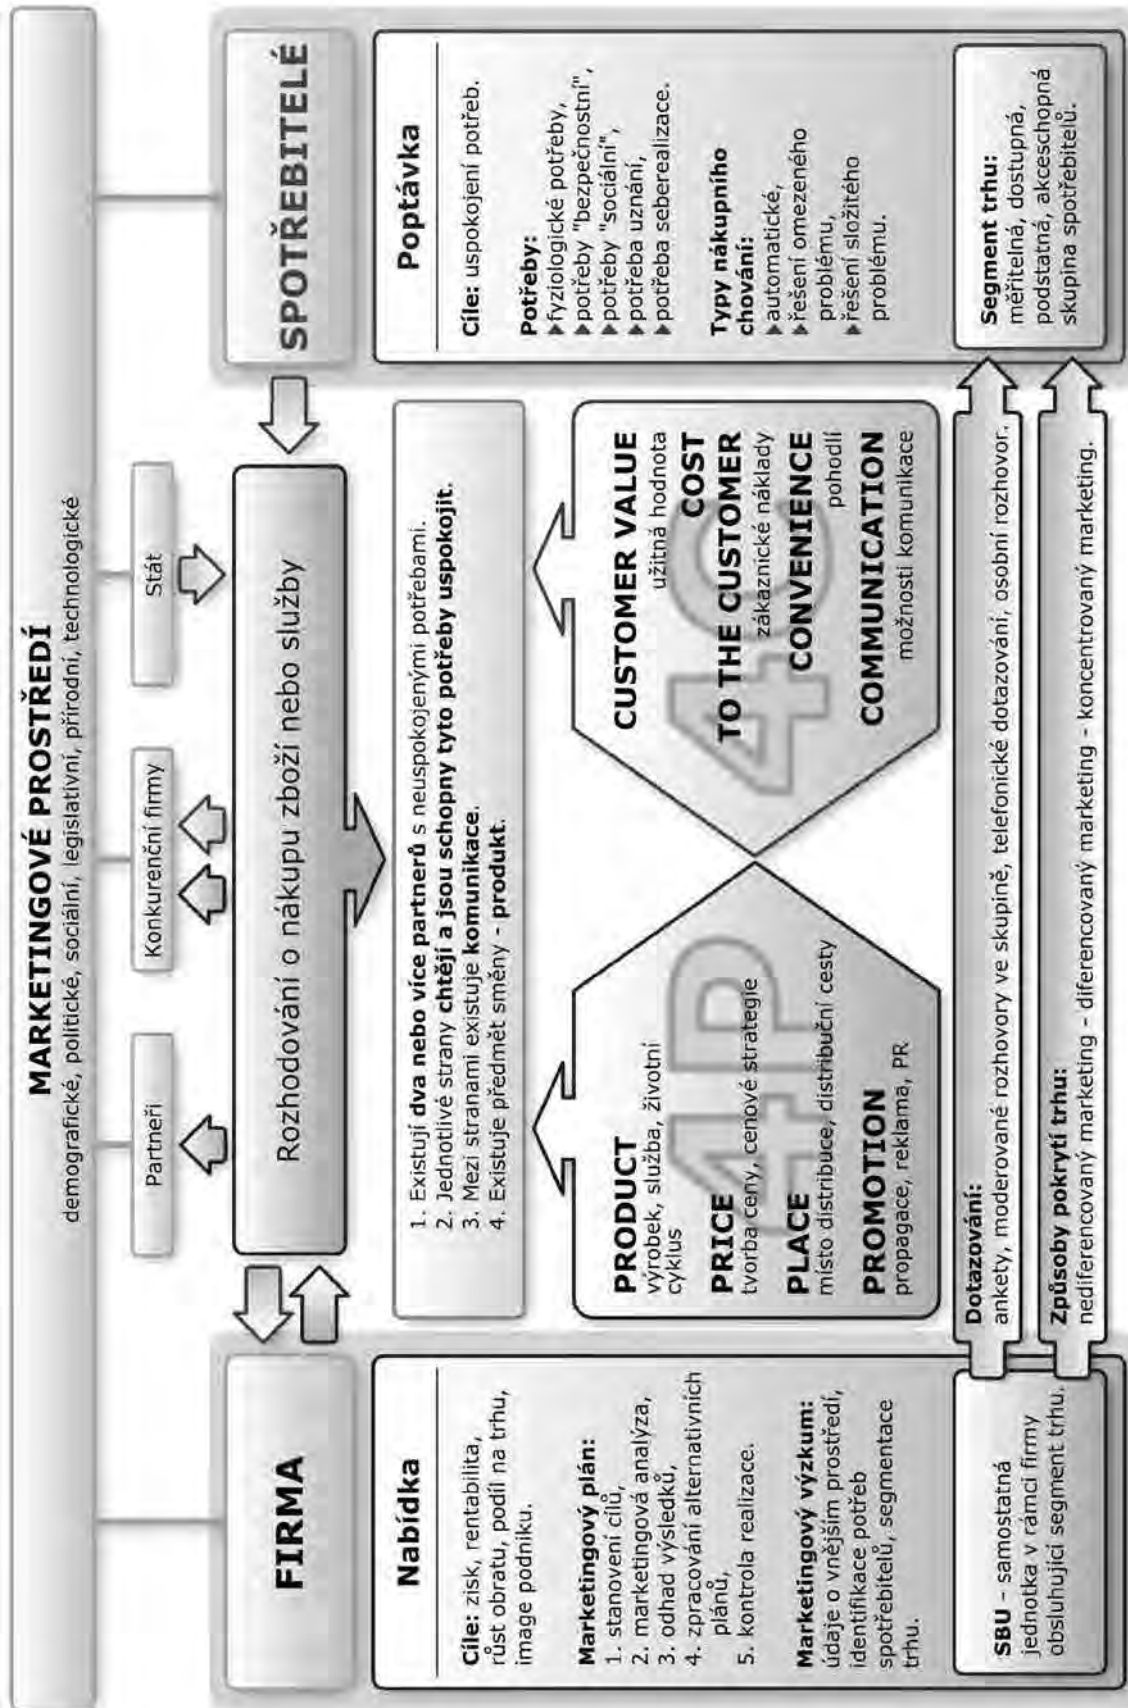 MARKETINGOVÉ PROSTŘEDÍ
demografické, politické, sociální, legislativní, přírodní, technologické
Partneři
Konkurenční firmy
Stát
FIRMA
Rozhodování o nákupu zboží nebo služby
SPOTŘEBITELÉ
Nabídka
Cíle: zisk, rentabilita,
růst obratu, podíl na trhu,
image podniku.
Marketingový plán:
1. stanovení cílů,
2. marketingová analýza,
3. odhad výsledků,
4. zpracování alternativních
plánů,
5. kontrola realizace.
Marketingový výzkum:
údaje o vnějším prostředí,
identifikace potřeb
spotřebitelů, segmentace
trhu.
SBU - samostatná
jednotka v rámci firmy
obsluhující segment trhu.
1. Existují dva nebo více partnerů s neuspokojenými potřebami.
2. Jednotlivé strany chtějí a jsou schopny tyto potřeby uspokojit.
3. Mezi stranami existuje komunikace.
4. Existuje předmět směny - produkt.
4P
PRODUCT
výrobek, služba, životní
cyklus
PRICE
tvorba ceny, cenové strategie
PLACE
místo distribuce, distribuční cesty
PROMOTION
propagace, reklama, PR
4C
CUSTOMER VALUE
užitná hodnota
COST
TO THE CUSTOMER
zákaznické náklady
CONVENIENCE
pohodlí
COMMUNICATION
možnosti komunikace
Dotazování:
ankety, moderované rozhovory ve skupině, telefonické dotazování, osobní rozhovor.
Způsoby pokrytí trhu:
nediferencovaný marketing - diferencovaný marketing - koncentrovaný marketing.
Poptávka
Cíle: uspokojení potřeb.
Potřeby:
fyziologické potřeby,
potřeby "bezpečnostní",
potřeby "sociální",
potřeba uznání,
potřeba seberealizace.
Typy nákupního
chování:
automatické,
řešení omezeného
problému,
řešení složitého
problému.
Segment trhu:
měřitelná, dostupná,
podstatná, akceschopná
skupina spotřebitelů.